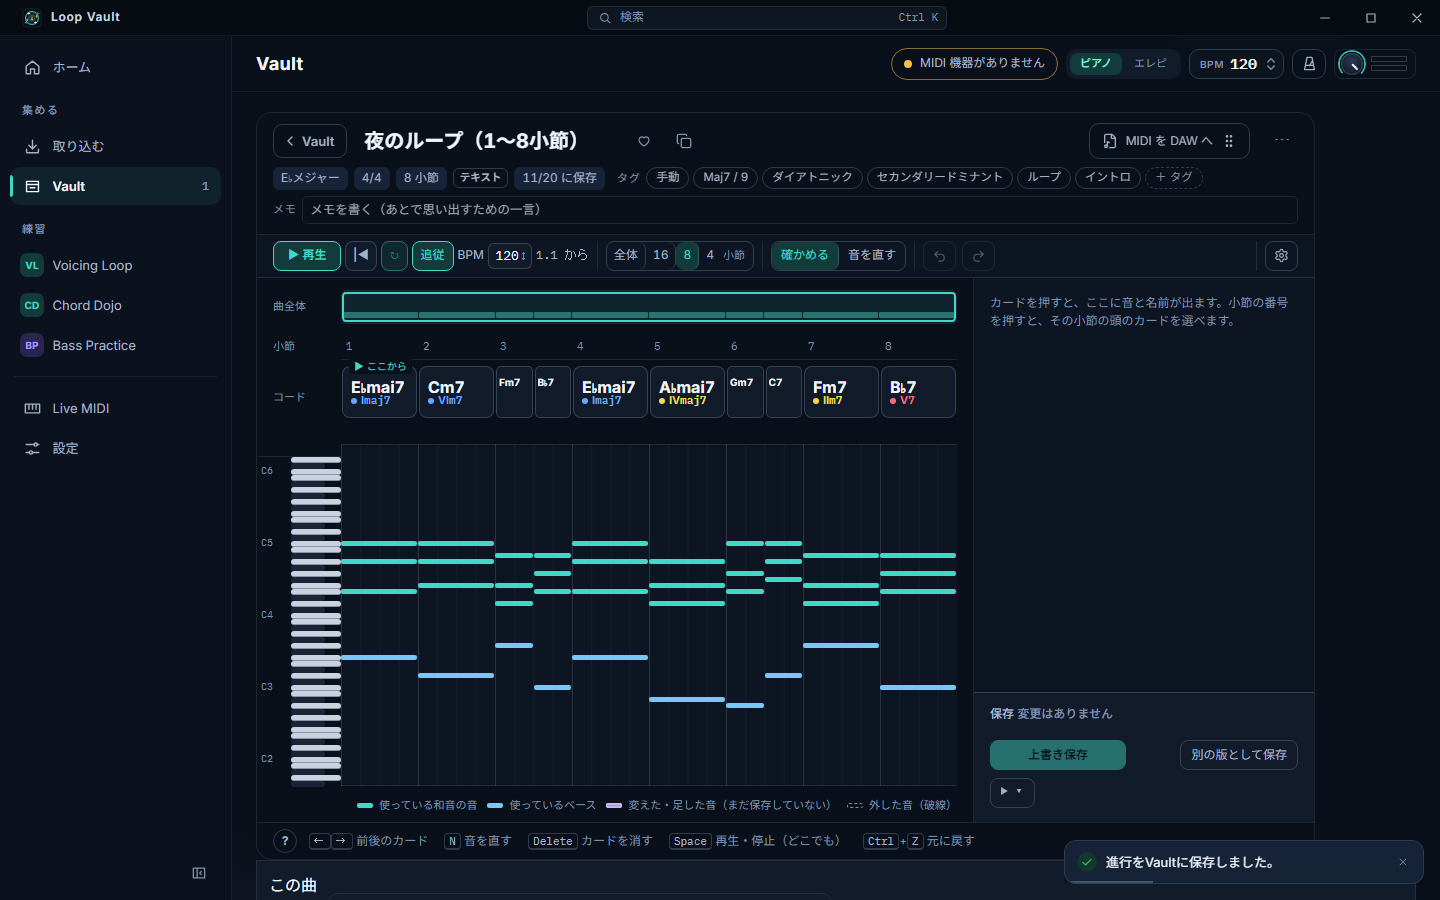 Loop Vault
検索
Ctrl K
ホーム
集める
取り込む
Vault 1
練習
VL Voicing Loop
CD Chord Dojo
BP Bass Practice
Live MIDI
設定
Vault
MIDI 機器がありません
ピアノ エレピ
BPM 120
Vault
夜のループ（1〜8小節）
MIDI を DAW へ
E♭メジャー 4/4 8 小節 テキスト 11/20 に保存 タグ 手動 Maj7 / 9 ダイアトニック セカンダリードミナント ループ イントロ ＋ タグ
メモ メモを書く（あとで思い出すための一言）
再生 追従 BPM 120 1.1 から 全体 16 8 4 小節 確かめる 音を直す
曲全体
小節 1 2 3 4 5 6 7 8
ここから
コード
E♭maj7 Cm7 Fm7 B♭7 E♭maj7 A♭maj7 Gm7 C7 Fm7 B♭7
Imaj7 VIm7 Imaj7 IVmaj7 IIm7 V7
C6
C5
C4
C3
C2
使っている和音の音 使っているベース 変えた・足した音（まだ保存していない） 外した音（破線）
カードを押すと、ここに音と名前が出ます。小節の番号
を押すと、その小節の頭のカードを選べます。
保存 変更はありません
上書き保存 別の版として保存
? ← → 前後のカード N 音を直す Delete カードを消す Space 再生・停止（どこでも） Ctrl+Z 元に戻す
この曲
進行をVaultに保存しました。